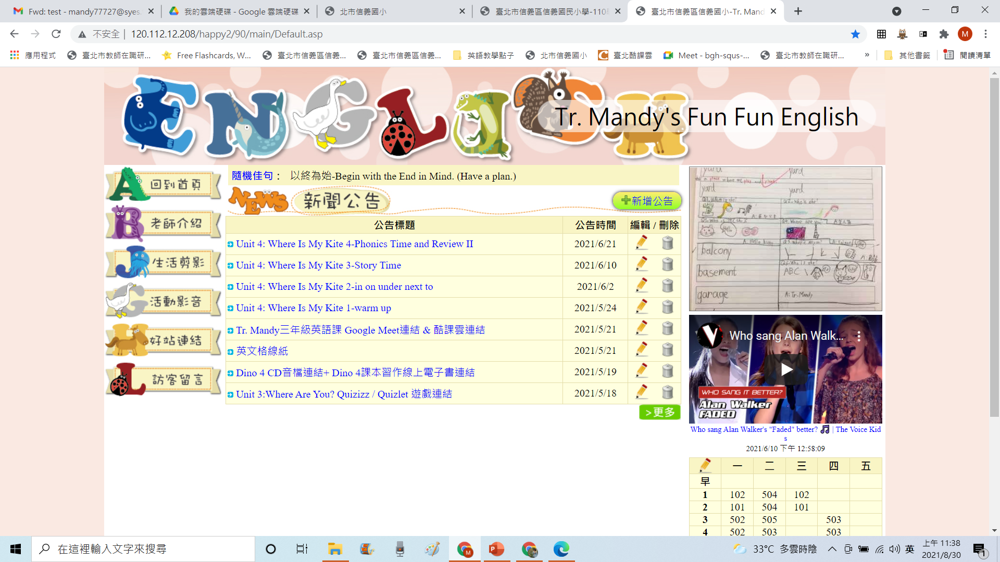 Fwd: test - mandy77727@syes.
我的雲端硬碟 - Google 雲端硬碟
北市信義國小
臺北市信義區信義國民小學-110
臺北市信義區信義國小-Tr. Mand
不安全 | 120.112.12.208/happy2/90/main/Default.asp
M
應用程式
臺北市教師在職研...
Free Flashcards, W...
臺北市信義區信義...
臺北市信義區信義...
英語教學點子
北市信義國小
臺北酷課雲
Meet - bgh-squs-...
臺北市教師在職研...
»
其他書籤
閱讀清單
ENGLISH
Tr. Mandy's Fun Fun English
A 回到首頁
B 老師介紹
J 生活剪影
G 活動影音
H 好站連結
L 訪客留言
隨機佳句： 以終為始-Begin with the End in Mind. (Have a plan.)
NEWS 新聞公告
新增公告
公告標題 公告時間 編輯 / 刪除
Unit 4: Where Is My Kite 4-Phonics Time and Review II 2021/6/21
Unit 4: Where Is My Kite 3-Story Time 2021/6/10
Unit 4: Where Is My Kite 2-in on under next to 2021/6/2
Unit 4: Where Is My Kite 1-warm up 2021/5/24
Tr. Mandy三年級英語課 Google Meet連結 & 酷課雲連結 2021/5/21
英文格線紙 2021/5/21
Dino 4 CD音檔連結+ Dino 4課本習作線上電子書連結 2021/5/19
Unit 3:Where Are You? Quizizz / Quizlet 遊戲連結 2021/5/18
>更多
yard yard
yard yard
Q1. Who is she? Q2. Who's she?
balcony
basement ABC
garage A: Tr. Mandy
V Who sang Alan Walk...
WHO SANG IT BETTER?
Alan Walker
FADED
Who sang Alan Walker's "Faded" better? 🎵 | The Voice Kid
s
2021/6/10 下午 12:58:09
一 二 三 四 五
早
1 102 504 102
2 101 504 101
3 502 505 503
4 502 503 503
在這裡輸入文字來搜尋
33°C 多雲時陰
英
上午 11:38
2021/8/30
1